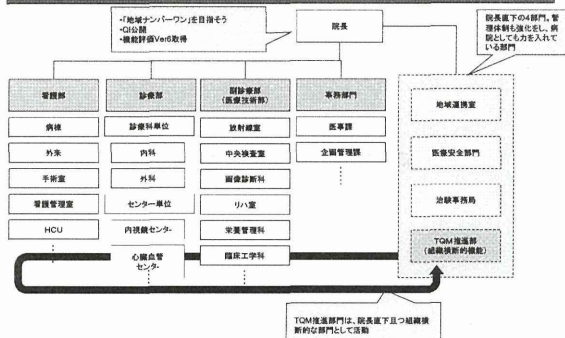 ・「地域ナンバーワン」を目指そう
・QI公開
・機能評価Ver6取得
院長
院長直下の4部門。管
理体制も強化をし、病
院としても力を入れて
いる部門
看護部
診療部
副診療部
(医療技術部)
事務部門
病棟
外来
手術室
看護管理室
HCU
診療科単位
内科
外科
センター単位
内視鏡センター
心臓血管
センター
放射線室
中央検査室
画像診断科
リハ室
栄養管理科
臨床工学科
医事課
企画管理課
地域連携室
医療安全部門
治験事務局
TQM推進部
(組織横断的機能)
TQM推進部門は、院長直下且つ組織横
断的な部門として活動